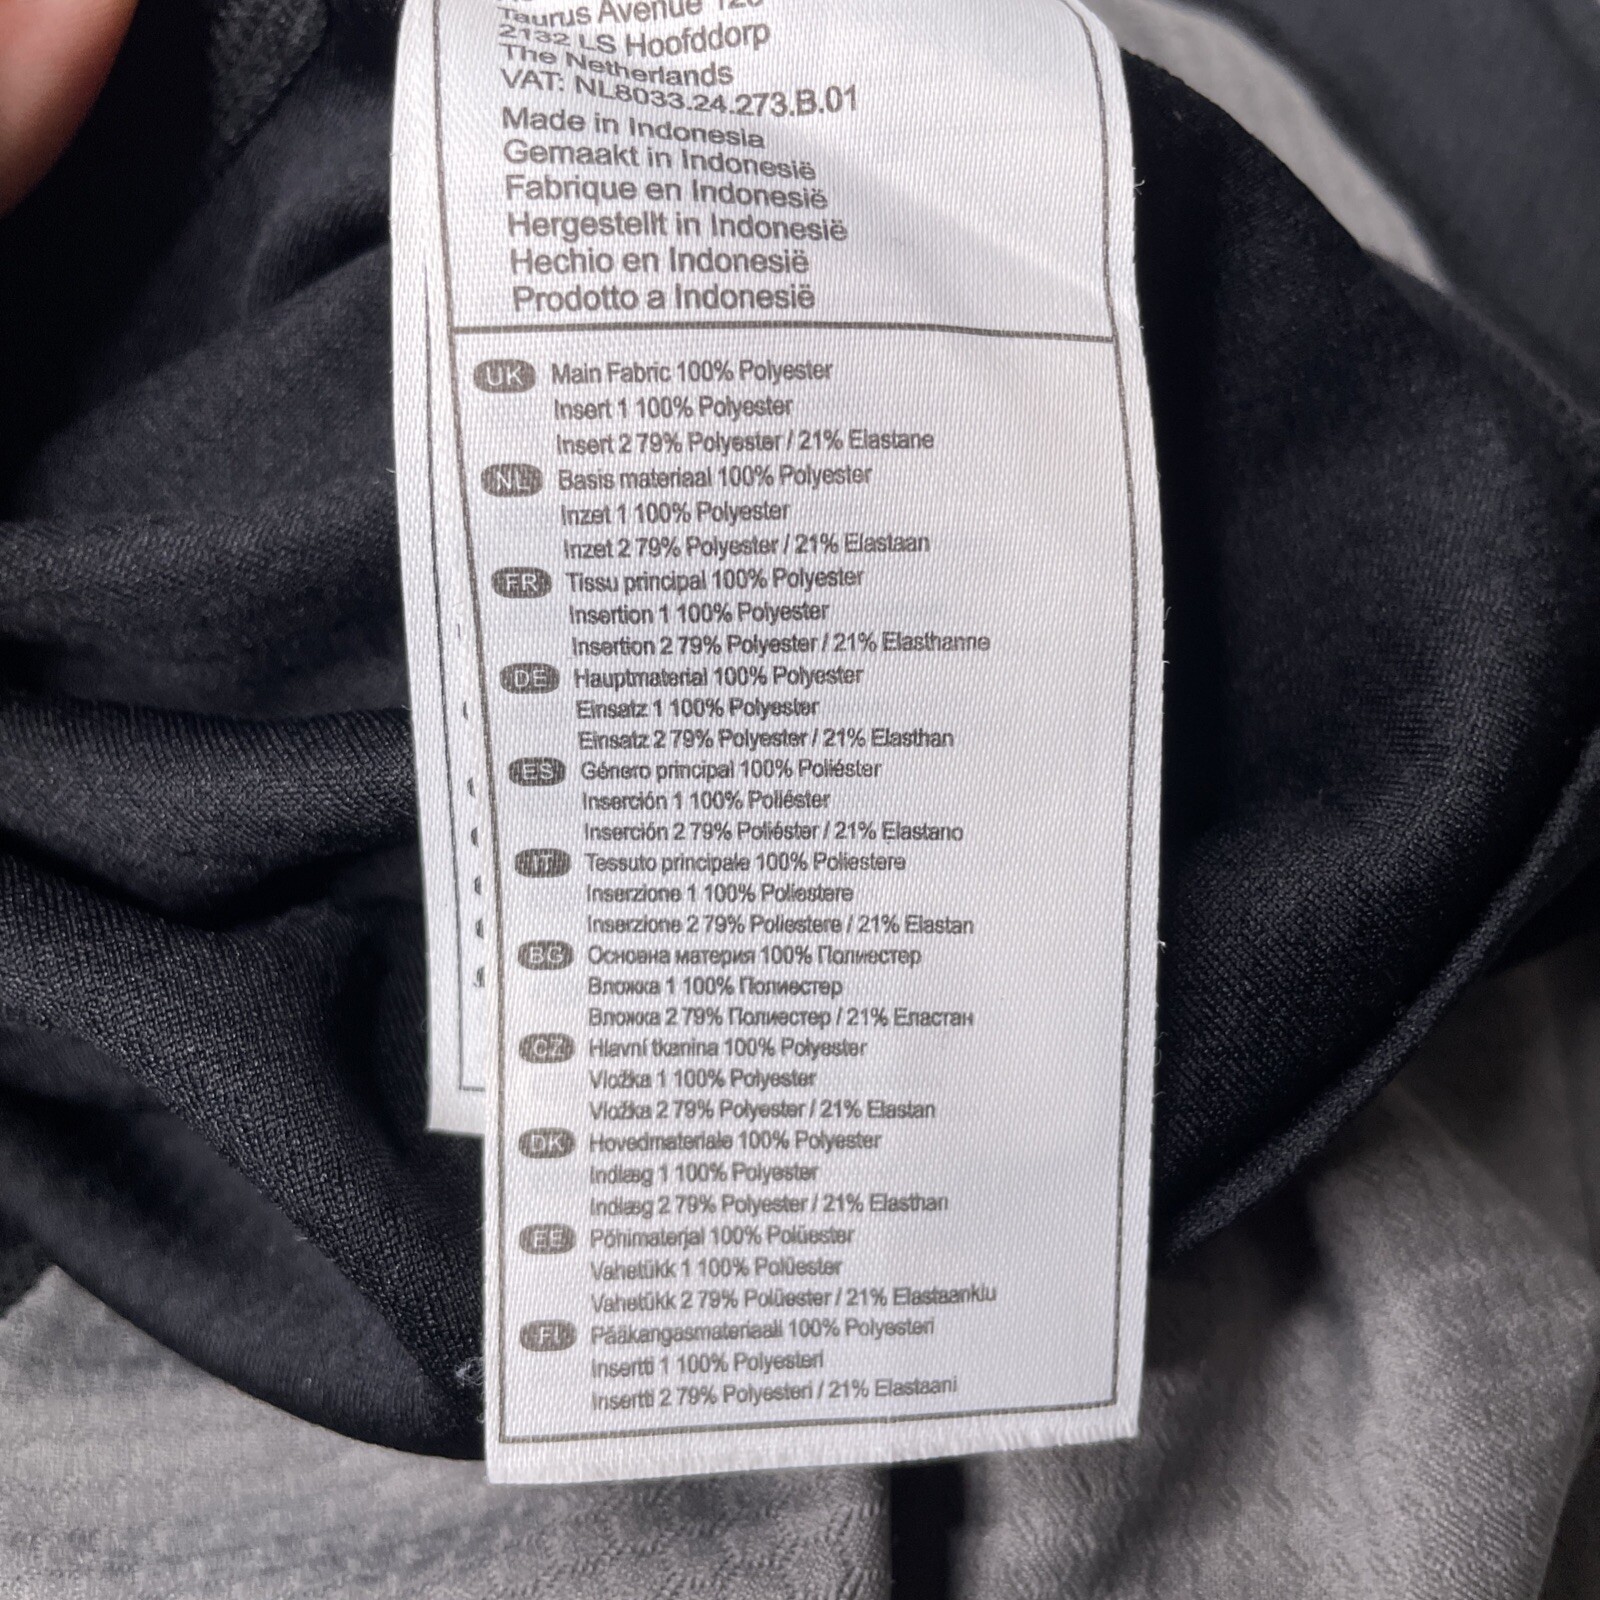 Taurus Avenue 125
2132 LS Hoofddorp
The Netherlands
VAT: NL8033.24.273.B.01
Made in Indonesia
Gemaakt in Indonesië
Fabrique en Indonesië
Hergestellt in Indonesië
Hechio en Indonesië
Prodotto a Indonesië
UK Main Fabric 100% Polyester
Insert 1 100% Polyester
Insert 2 79% Polyester / 21% Elastane
NL Basis materiaal 100% Polyester
Inzet 1 100% Polyester
Inzet 2 79% Polyester / 21% Elastaan
FR Tissu principal 100% Polyester
Insertion 1 100% Polyester
Insertion 2 79% Polyester / 21% Elasthanne
DE Hauptmaterial 100% Polyester
Einsatz 1 100% Polyester
Einsatz 2 79% Polyester / 21% Elasthan
ES Género principal 100% Poliéster
Inserción 1 100% Poliéster
Inserción 2 79% Poliéster / 21% Elastano
IT Tessuto principale 100% Poliestere
Inserzione 1 100% Poliestere
Inserzione 2 79% Poliestere / 21% Elastan
BG Основна материя 100% Полиестер
Вложка 1 100% Полиестер
Вложка 2 79% Полиестер / 21% Еластан
CZ Hlavní tkanina 100% Polyester
Vložka 1 100% Polyester
Vložka 2 79% Polyester / 21% Elastan
DK Hovedmateriale 100% Polyester
Indlæg 1 100% Polyester
Indlæg 2 79% Polyester / 21% Elasthan
EE Põhimaterjal 100% Polüester
Vahetükk 1 100% Polüester
Vahetükk 2 79% Polüester / 21% Elastaankiu
FI Pääkangasmateriaali 100% Polyesteri
Insertti 1 100% Polyesteri
Insertti 2 79% Polyesteri / 21% Elastaani